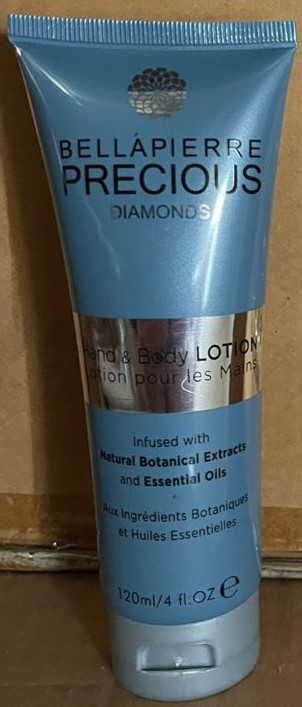 BELLÁPIERRE
PRECIOUS
DIAMONDS
Hand & Body LOTION
Lotion pour les Mains
Infused with
Natural Botanical Extracts
and Essential Oils
Aux Ingrédients Botaniques
et Huiles Essentielles
120ml/4 fl.OZ ℮